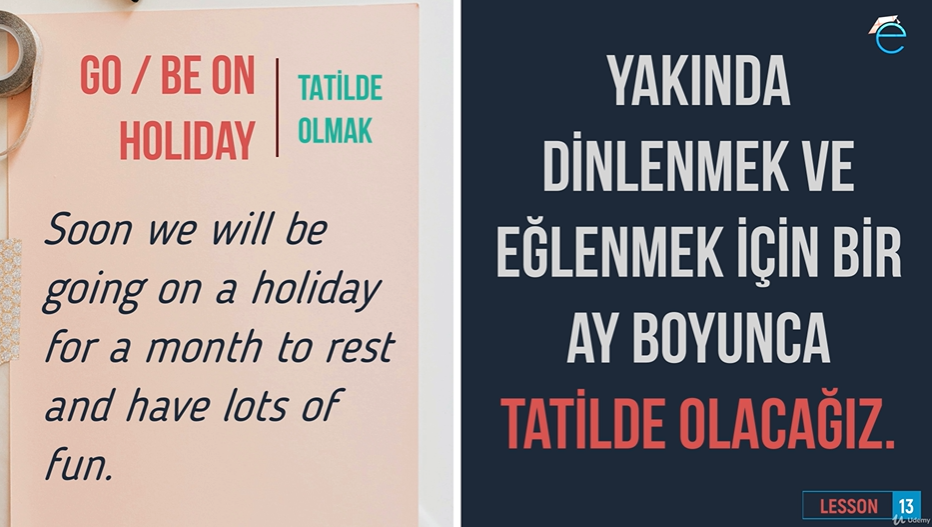 GO / BE ON
HOLIDAY
TATİLDE
OLMAK
Soon we will be
going on a holiday
for a month to rest
and have lots of
fun.
e
YAKINDA
DİNLENMEK VE
EĞLENMEK İÇİN BİR
AY BOYUNCA
TATİLDE OLACAĞIZ.
LESSON 13
Udemy